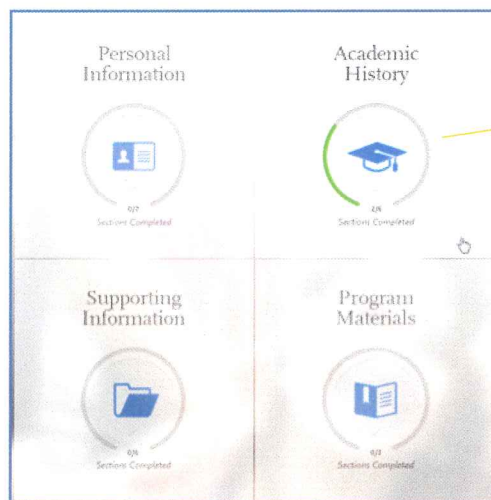 Personal
Information
Sections Completed
Academic
History
Sections Completed
Supporting
Information
Sections Completed
Program
Materials
Sections Completed